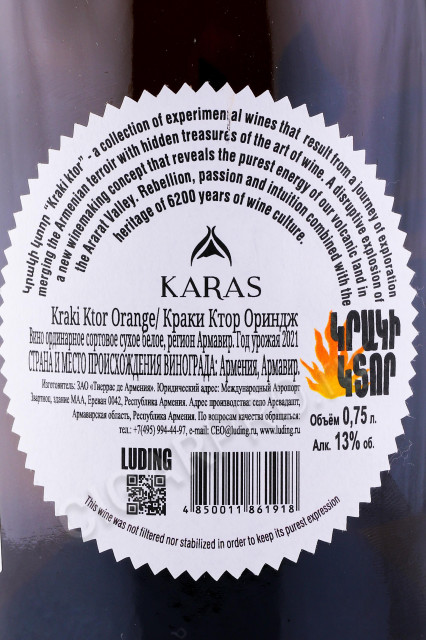 Կրակի կտոր "Kraki ktor" - a collection of experimental wines that result from a journey of exploration
merging the Armenian terroir with hidden treasures of the art of wine. A disruptive explosion of
a new winemaking concept that reveals the purest energy of our volcanic land in
the Ararat Valley. Rebellion, passion and intuition combined with the
heritage of 6200 years of wine culture.
KARAS
Kraki Ktor Orange/ Краки Ктор Ориндж
Вино ординарное сортовое сухое белое, регион Армавир. Год урожая 2021
СТРАНА И МЕСТО ПРОИСХОЖДЕНИЯ ВИНОГРАДА: Армения, Армавир.
Изготовитель: ЗАО «Тиеррас де Армения». Юридический адрес: Международный Аэропорт
Звартноц, здание МАА, Ереван 0042, Республика Армения. Адрес производства: село Аревадашт,
Армавирская область, Республика Армения. По вопросам качества обращаться:
тел.: +7(495) 994-44-97, e-mail: CEO@luding.ru, www.luding.ru
ԿՐԱԿԻ
ԿՏՈՐ
Объём 0,75 л.
Алк. 13% об.
LUDING
4 850011 861918
This wine was not filtered nor stabilized in order to keep its purest expression